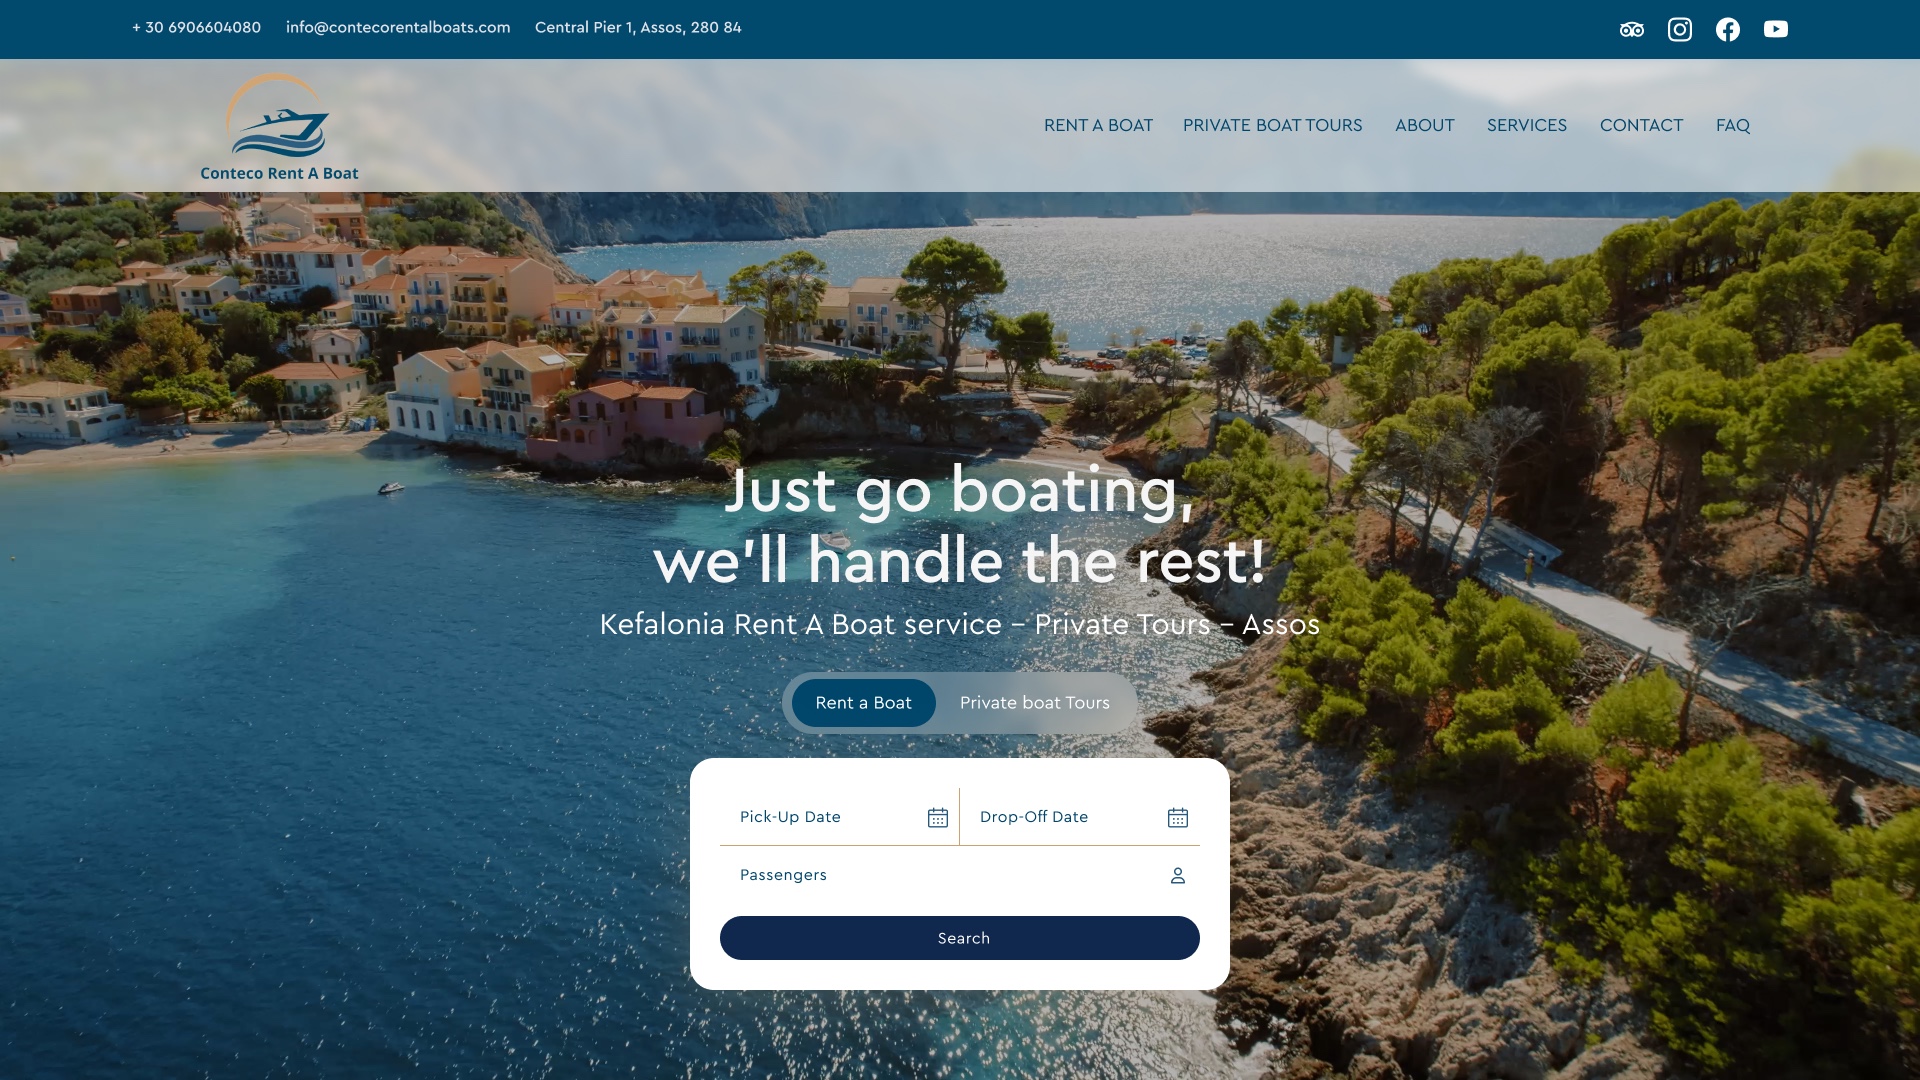 + 30 6906604080 info@contecorentalboats.com Central Pier 1, Assos, 280 84
Conteco Rent A Boat
RENT A BOAT PRIVATE BOAT TOURS ABOUT SERVICES CONTACT FAQ
Just go boating,
we'll handle the rest!
Kefalonia Rent A Boat service – Private Tours – Assos
Rent a Boat Private boat Tours
Pick-Up Date Drop-Off Date
Passengers
Search